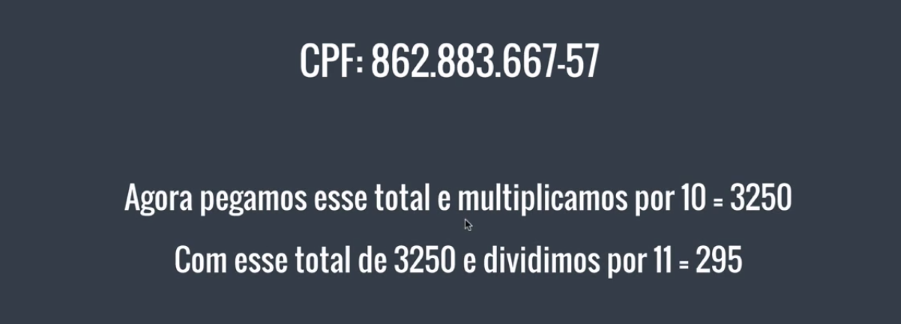 CPF: 862.883.667-57
Agora pegamos esse total e multiplicamos por 10 = 3250
Com esse total de 3250 e dividimos por 11 = 295